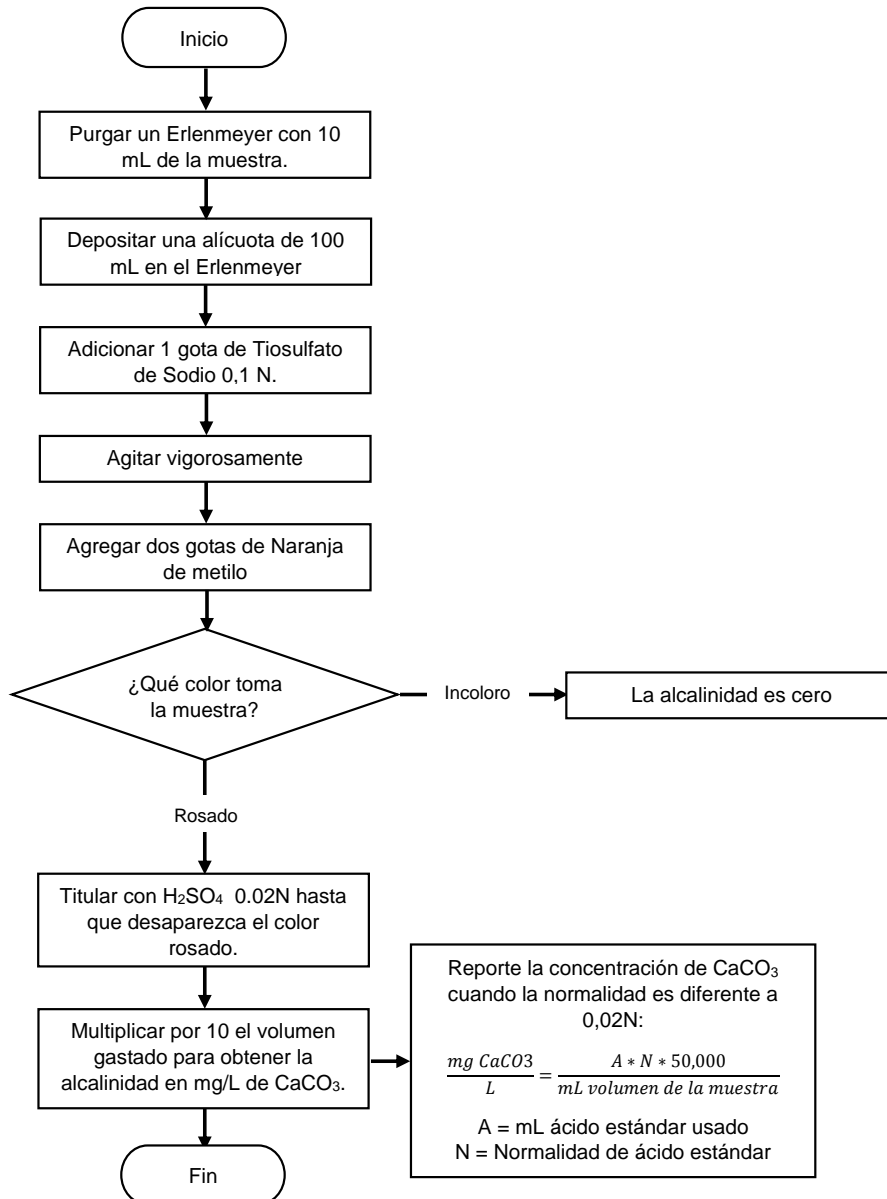 Inicio
Purgar un Erlenmeyer con 10
mL de la muestra.
Depositar una alícuota de 100
mL en el Erlenmeyer
Adicionar 1 gota de Tiosulfato
de Sodio 0,1 N.
Agitar vigorosamente
Agregar dos gotas de Naranja
de metilo
¿Qué color toma
la muestra?
Incoloro
La alcalinidad es cero
Rosado
Titular con H₂SO₄ 0.02N hasta
que desaparezca el color
rosado.
Multiplicar por 10 el volumen
gastado para obtener la
alcalinidad en mg/L de CaCO₃.
Reporte la concentración de CaCO₃
cuando la normalidad es diferente a
0,02N:
mg CaCO3 / L = A * N * 50,000 / mL volumen de la muestra
A = mL ácido estándar usado
N = Normalidad de ácido estándar
Fin